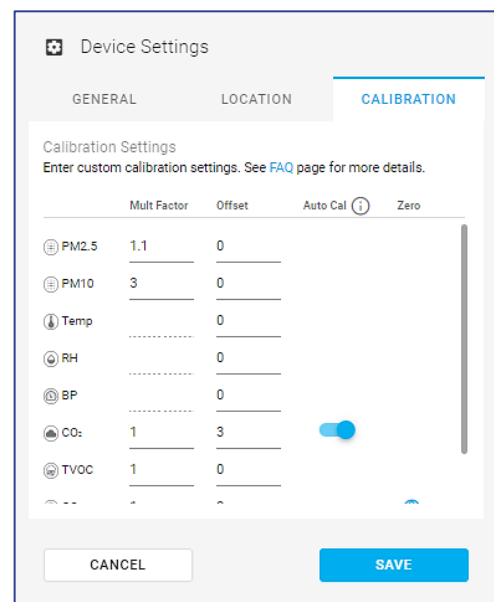 Device Settings
GENERAL LOCATION CALIBRATION
Calibration Settings
Enter custom calibration settings. See FAQ page for more details.
Mult Factor Offset Auto Cal i Zero
PM2.5 1.1 0
PM10 3 0
Temp 0
RH 0
BP 0
CO₂ 1 3
TVOC 1 0
CANCEL SAVE